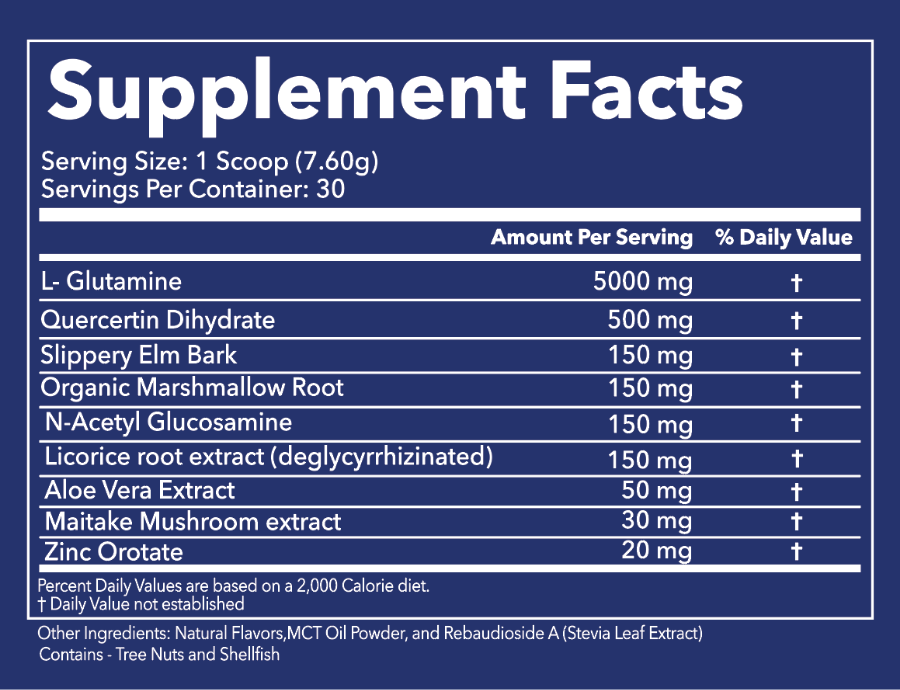 Supplement Facts
Serving Size: 1 Scoop (7.60g)
Servings Per Container: 30
Amount Per Serving % Daily Value
L- Glutamine 5000 mg †
Quercertin Dihydrate 500 mg †
Slippery Elm Bark 150 mg †
Organic Marshmallow Root 150 mg †
N-Acetyl Glucosamine 150 mg †
Licorice root extract (deglycyrrhizinated) 150 mg †
Aloe Vera Extract 50 mg †
Maitake Mushroom extract 30 mg †
Zinc Orotate 20 mg †
Percent Daily Values are based on a 2,000 Calorie diet.
† Daily Value not established
Other Ingredients: Natural Flavors,MCT Oil Powder, and Rebaudioside A (Stevia Leaf Extract)
Contains - Tree Nuts and Shellfish